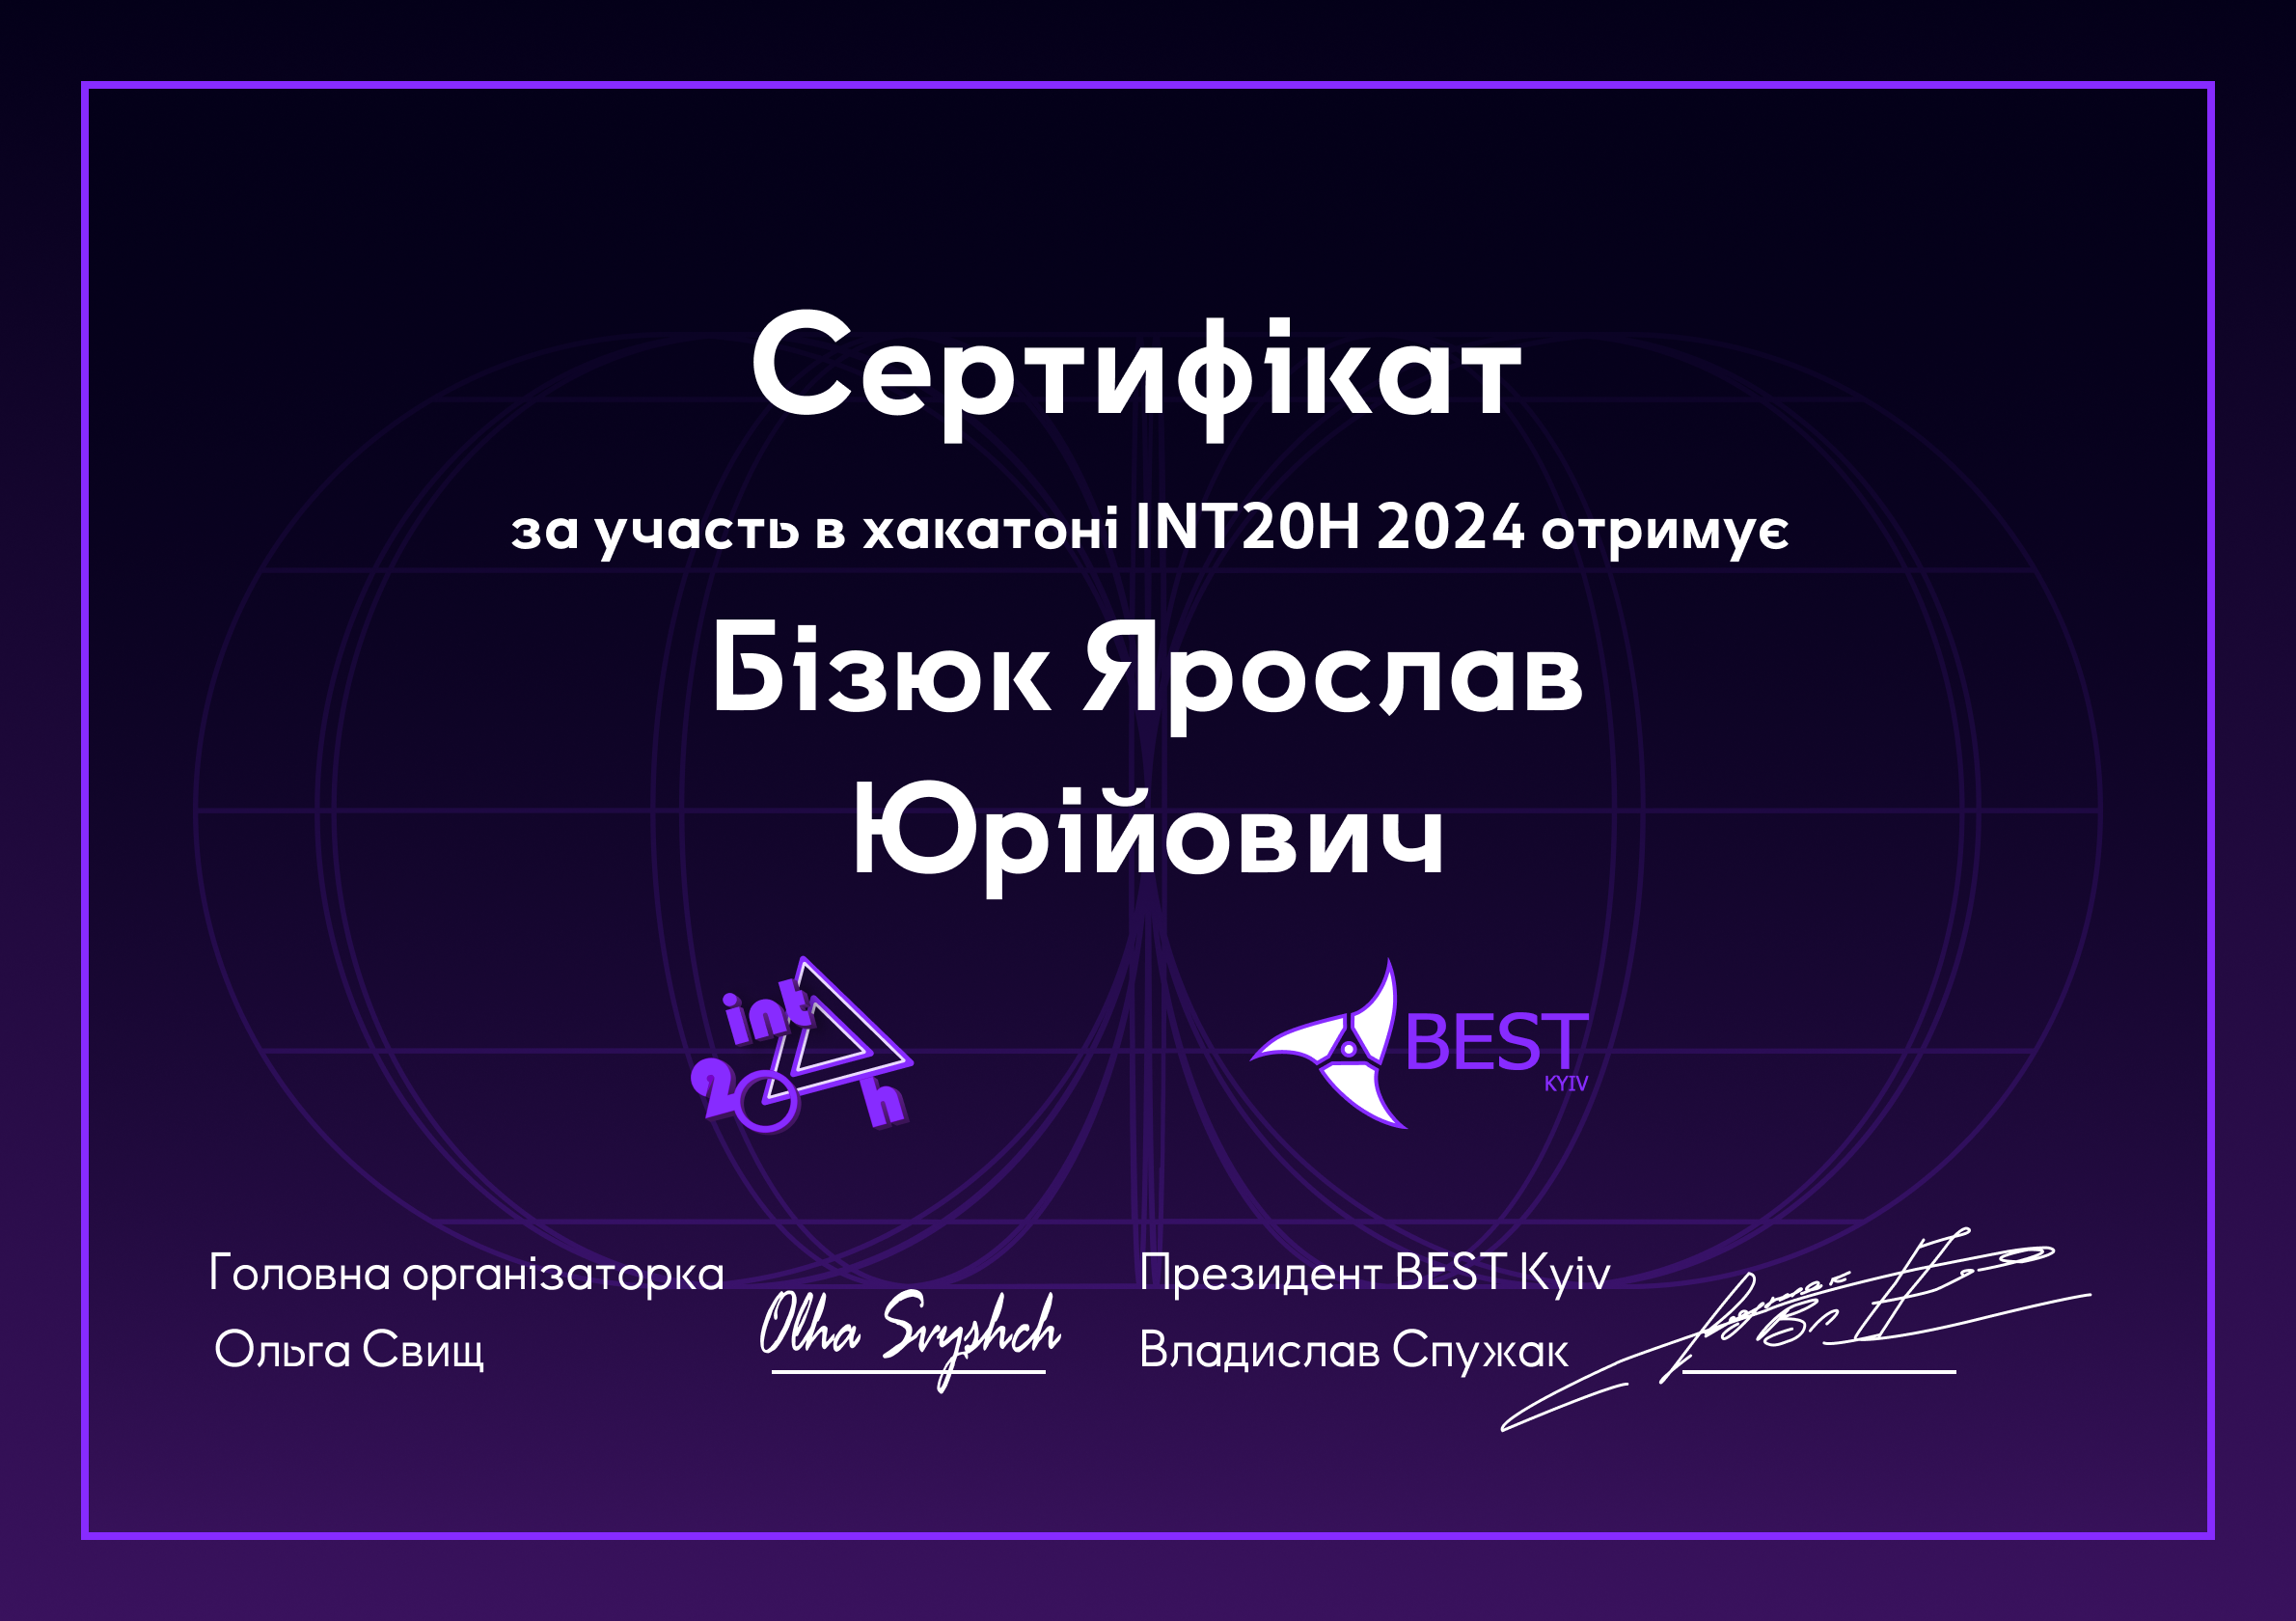 Сертифікат
за участь в хакатоні INT20H 2024 отримує
Бізюк Ярослав
Юрійович
int
20h
BEST
KYIV
Головна організаторка
Ольга Свищ
Olha Svyshch
Президент BEST Kyiv
Владислав Спужак